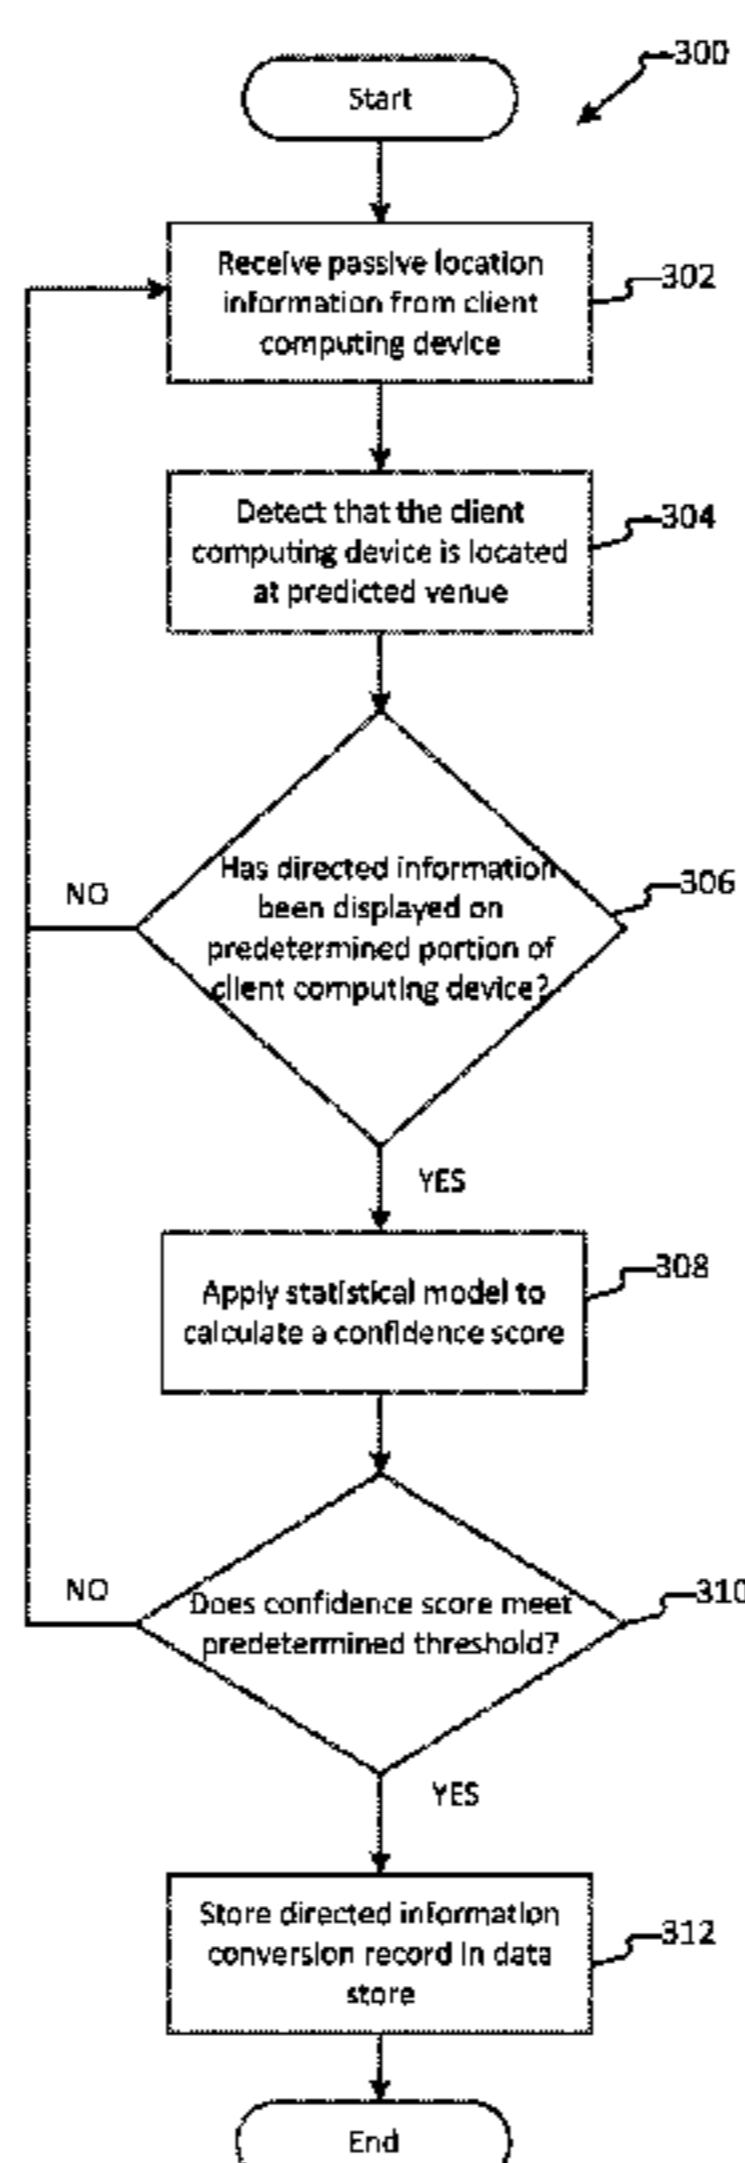 300
Start
Receive passive location
information from client
computing device
302
Detect that the client
computing device is located
at predicted venue
304
Has directed information
been displayed on
predetermined portion of
client computing device?
306
NO
YES
Apply statistical model to
calculate a confidence score
308
Does confidence score meet
predetermined threshold?
310
NO
YES
Store directed information
conversion record in data
store
312
End